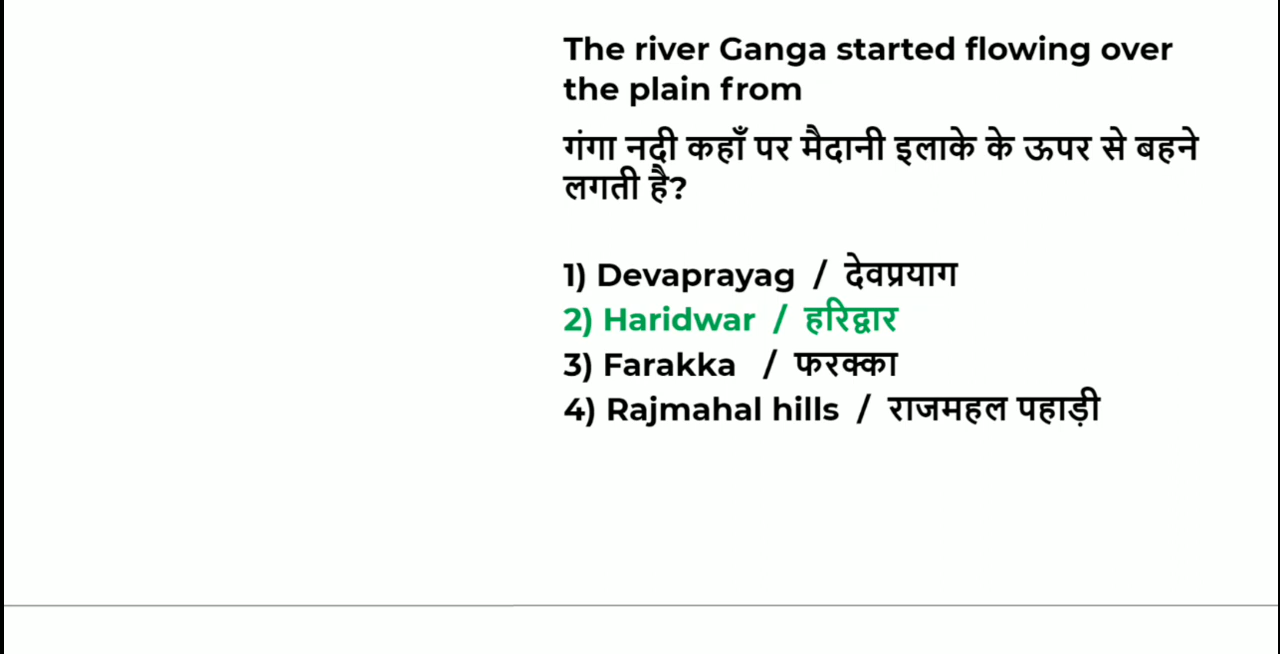 The river Ganga started flowing over
the plain from
गंगा नदी कहाँ पर मैदानी इलाके के ऊपर से बहने
लगती है?
1) Devaprayag / देवप्रयाग
2) Haridwar / हरिद्वार
3) Farakka / फरक्का
4) Rajmahal hills / राजमहल पहाड़ी